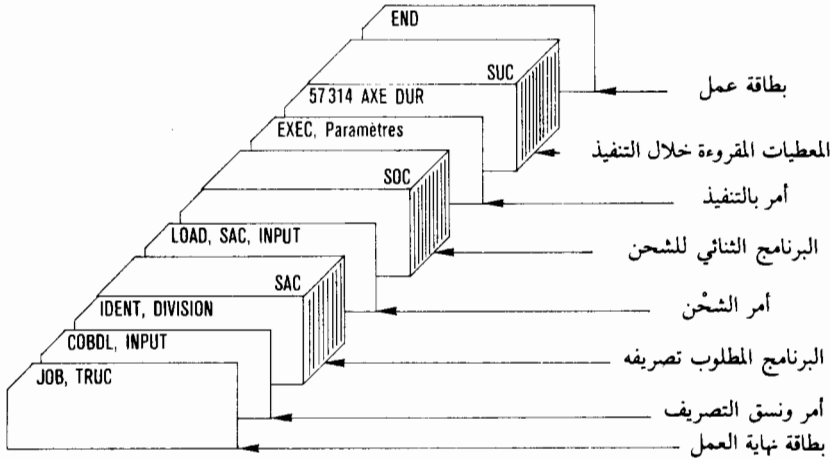 END
SUC
بطاقة عمل
57314 AXE DUR
EXEC, Paramètres
المعطيات المقروءة خلال التنفيذ
SOC
أمر بالتنفيذ
LOAD, SAC, INPUT
البرنامج الثنائي للشحن
SAC
IDENT, DIVISION
أمر الشحْن
COBDL, INPUT
البرنامج المطلوب تصريفه
JOB, TRUC
أمر ونسق التصريف
بطاقة نهاية العمل